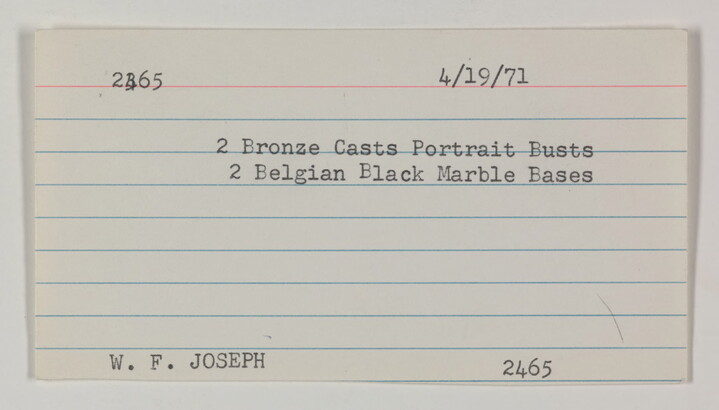 2465 4/19/71
2 Bronze Casts Portrait Busts
2 Belgian Black Marble Bases
W. F. JOSEPH 2465